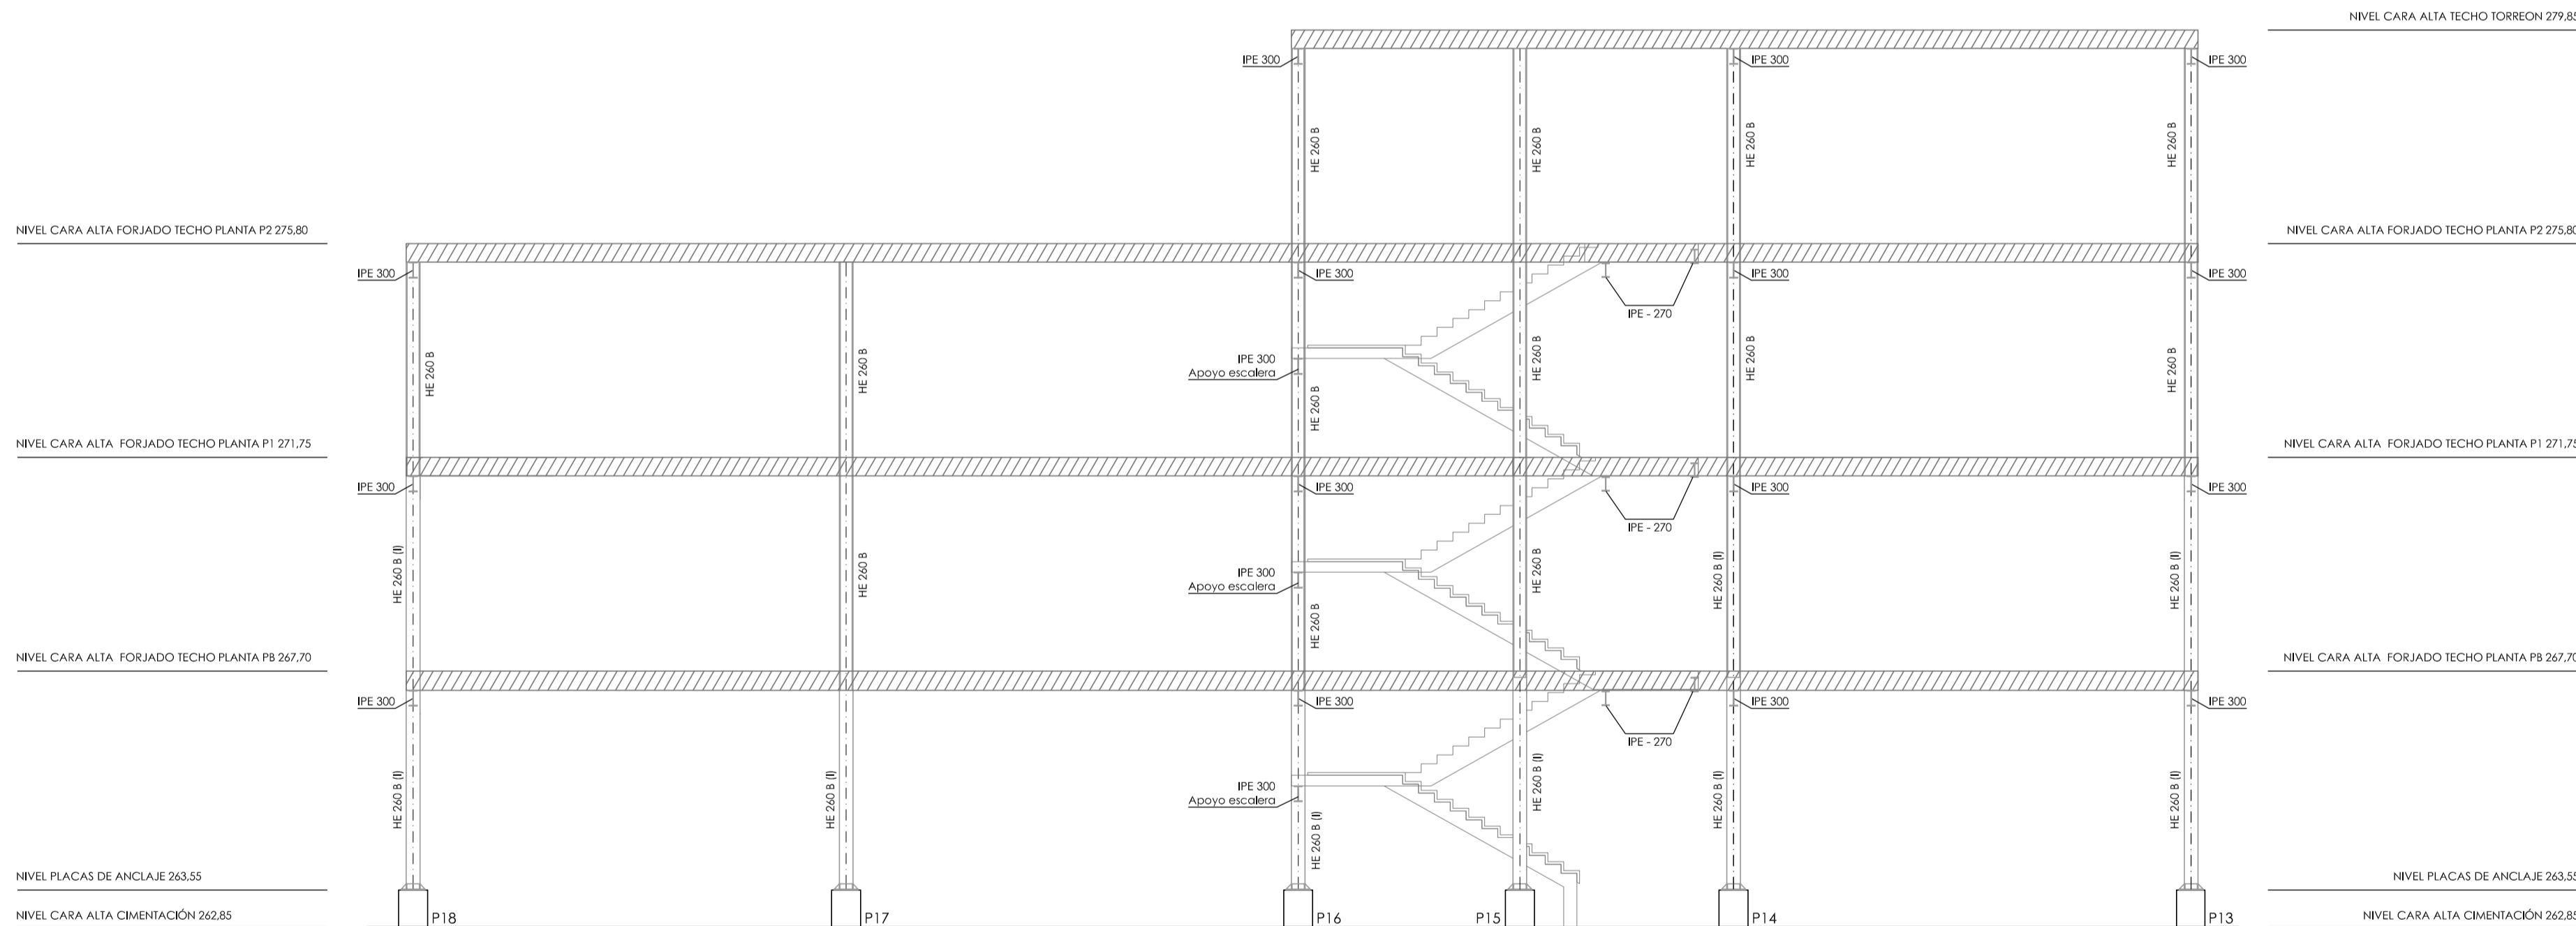 NIVEL CARA ALTA TECHO TORREON 279,85
IPE 300
IPE 300
IPE 300
HE 260 B
HE 260 B
HE 260 B
HE 260 B
NIVEL CARA ALTA FORJADO TECHO PLANTA P2 275,80
NIVEL CARA ALTA FORJADO TECHO PLANTA P2 275,80
IPE 300
IPE 300
IPE 300
IPE 300
IPE - 270
HE 260 B
HE 260 B
IPE 300
Apoyo escalera
HE 260 B
HE 260 B
HE 260 B
HE 260 B
NIVEL CARA ALTA  FORJADO TECHO PLANTA P1 271,75
NIVEL CARA ALTA  FORJADO TECHO PLANTA P1 271,75
IPE 300
IPE 300
IPE 300
IPE 300
IPE - 270
HE 260 B (I)
HE 260 B
IPE 300
Apoyo escalera
HE 260 B
HE 260 B
HE 260 B (I)
HE 260 B (I)
NIVEL CARA ALTA  FORJADO TECHO PLANTA PB 267,70
NIVEL CARA ALTA  FORJADO TECHO PLANTA PB 267,70
IPE 300
IPE 300
IPE 300
IPE 300
IPE - 270
HE 260 B (I)
HE 260 B (I)
IPE 300
Apoyo escalera
HE 260 B (I)
HE 260 B (I)
HE 260 B (I)
HE 260 B (I)
NIVEL PLACAS DE ANCLAJE 263,55
NIVEL PLACAS DE ANCLAJE 263,55
NIVEL CARA ALTA CIMENTACIÓN 262,85
P18
P17
P16
P15
P14
P13
NIVEL CARA ALTA CIMENTACIÓN 262,85